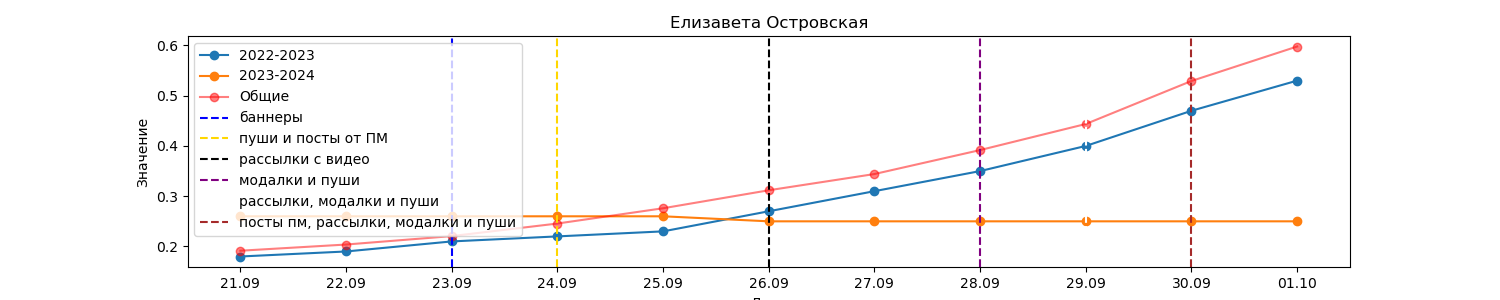 Елизавета Островская
Значение
0.6
0.5
0.4
0.3
0.2
2022-2023
2023-2024
Общие
баннеры
пуши и посты от ПМ
рассылки с видео
модалки и пуши
рассылки, модалки и пуши
посты пм, рассылки, модалки и пуши
21.09 22.09 23.09 24.09 25.09 26.09 27.09 28.09 29.09 30.09 01.10